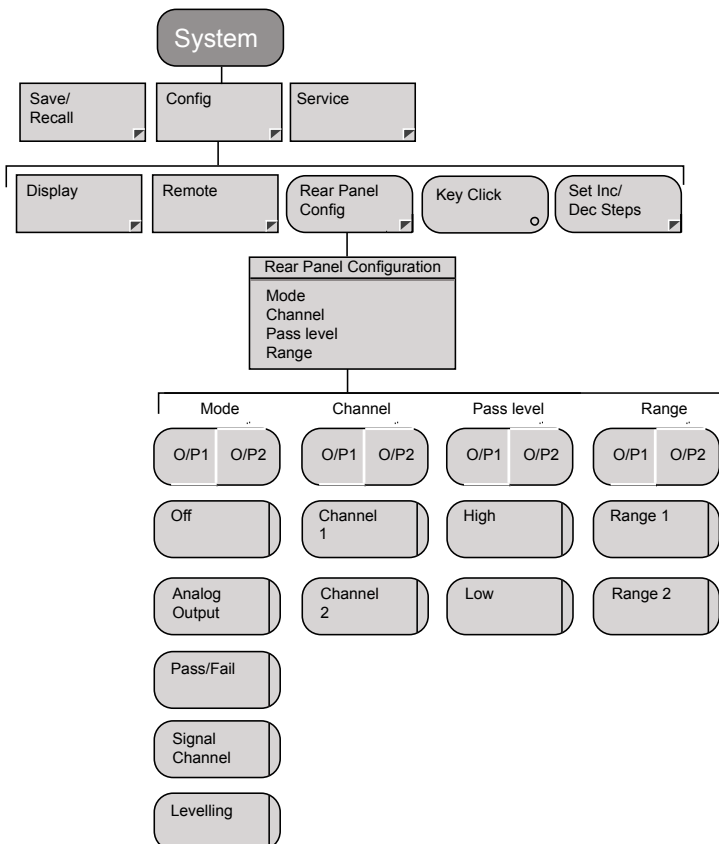 System
Save/
Recall
Config
Service
Display
Remote
Rear Panel
Config
Key Click
Set Inc/
Dec Steps
Rear Panel Configuration
Mode
Channel
Pass level
Range
Mode
Channel
Pass level
Range
O/P1
O/P2
O/P1
O/P2
O/P1
O/P2
O/P1
O/P2
Off
Channel
1
High
Range 1
Analog
Output
Channel
2
Low
Range 2
Pass/Fail
Signal
Channel
Levelling